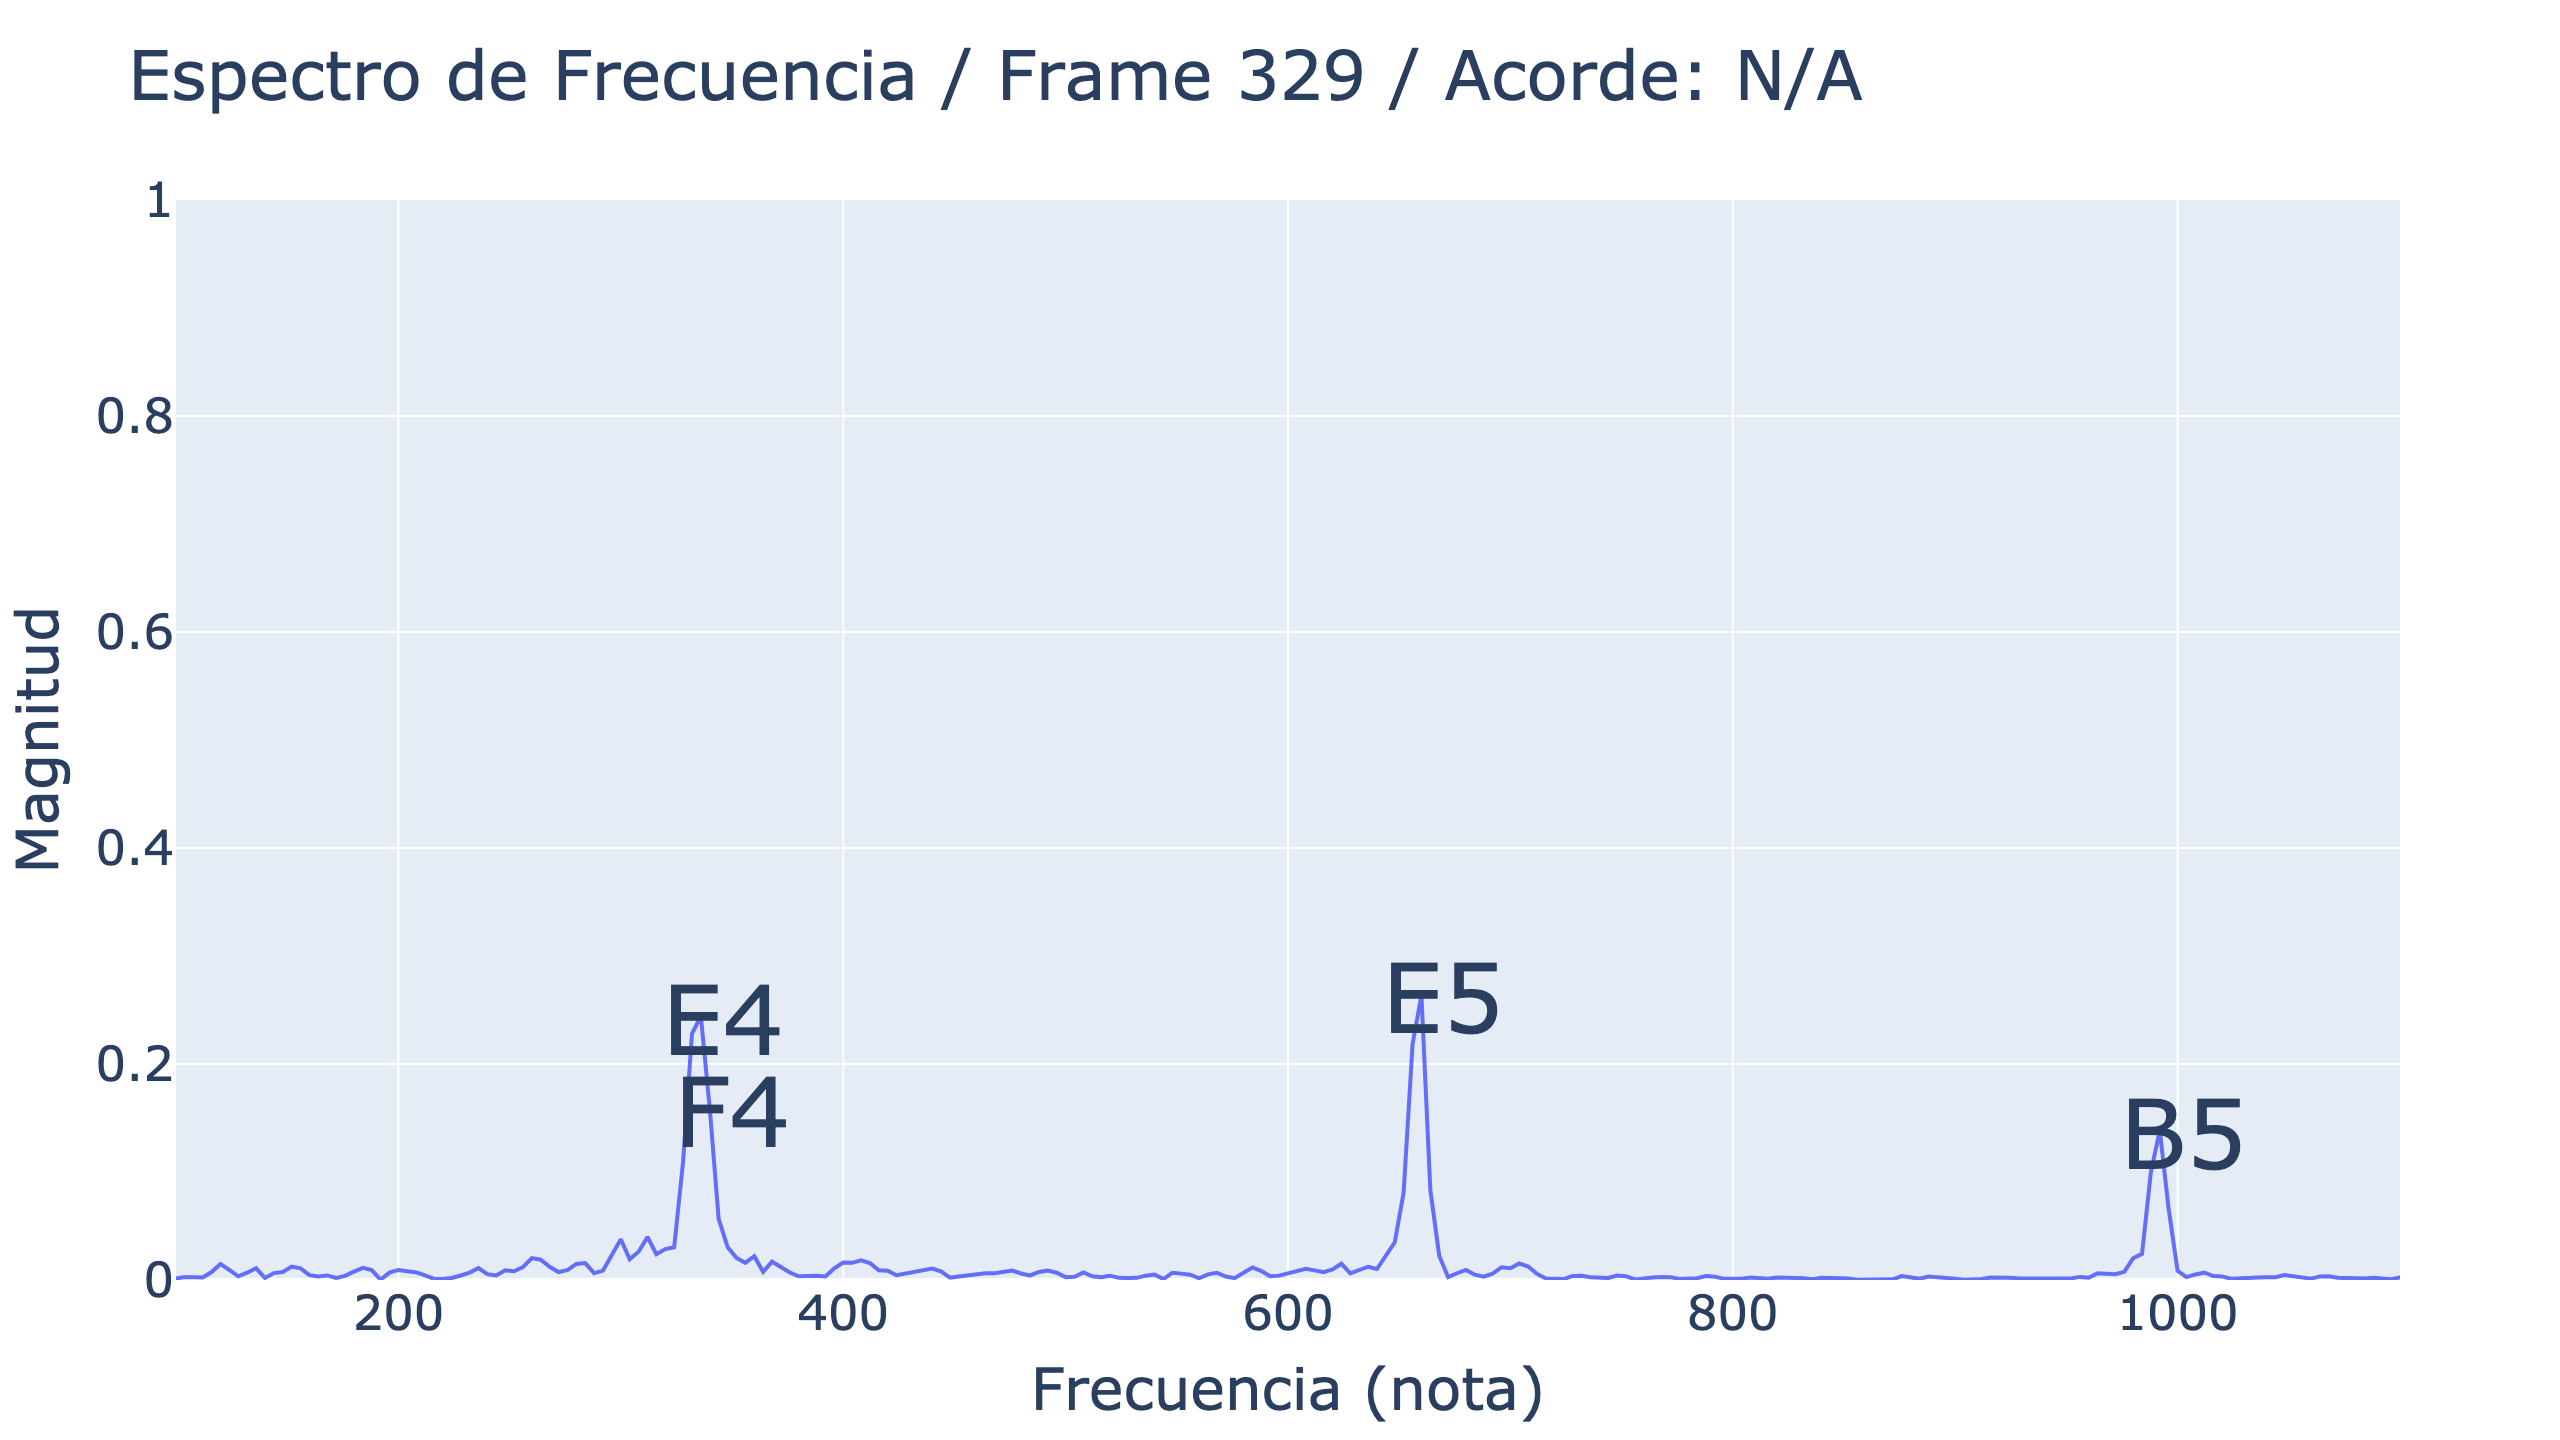 Espectro de Frecuencia / Frame 329 / Acorde: N/A
1
0.8
0.6
0.4
0.2
0
Magnitud
E4
F4
E5
B5
200 400 600 800 1000
Frecuencia (nota)